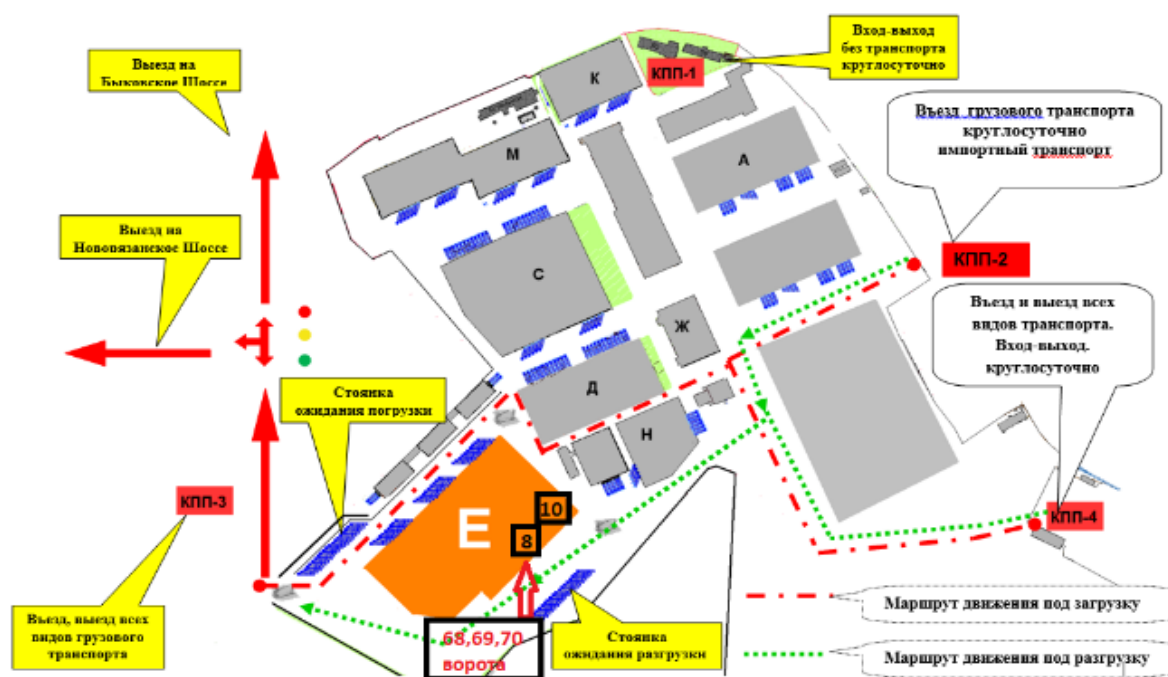 Выезд на
Быковское Шоссе
Вход-выход
без транспорта
круглосуточно
КПП-1
К
Въезд грузового транспорта
круглосуточно
импортный транспорт
М
А
Выезд на
Новорязанское Шоссе
С
КПП-2
Въезд и выезд всех
видов транспорта.
Вход-выход.
круглосуточно
Ж
Стоянка
ожидания погрузки
Д
Н
КПП-3
10
Е
8
КПП-4
Въезд, выезд всех
видов грузового
транспорта
68,69,70
ворота
Стоянка
ожидания разгрузки
Маршрут движения под загрузку
Маршрут движения под разгрузку